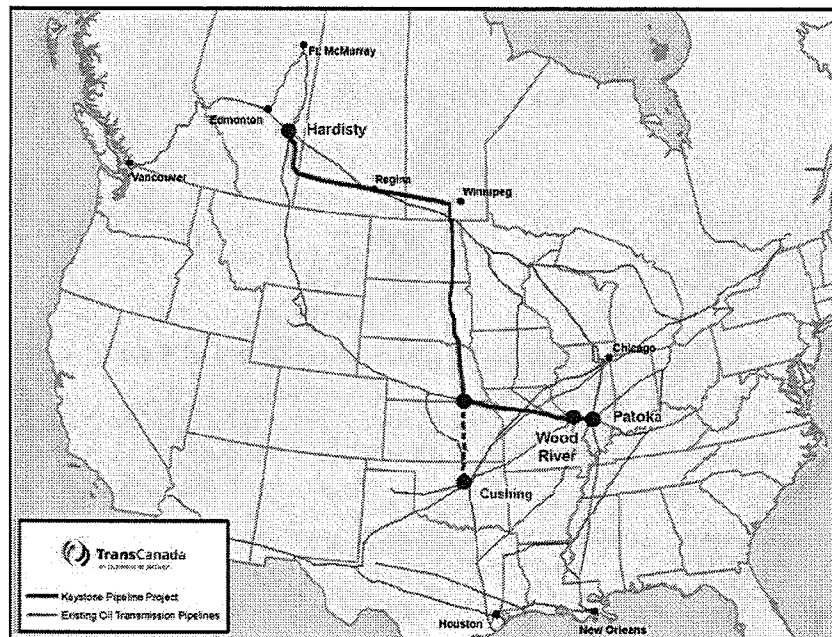 Ft. McMurray
Edmonton
Hardisty
Vancouver
Regina
Winnipeg
Chicago
Wood
River
Patoka
Cushing
TransCanada
Keystone Pipeline Project
Existing Oil Transmission Pipelines
Houston
New Orleans